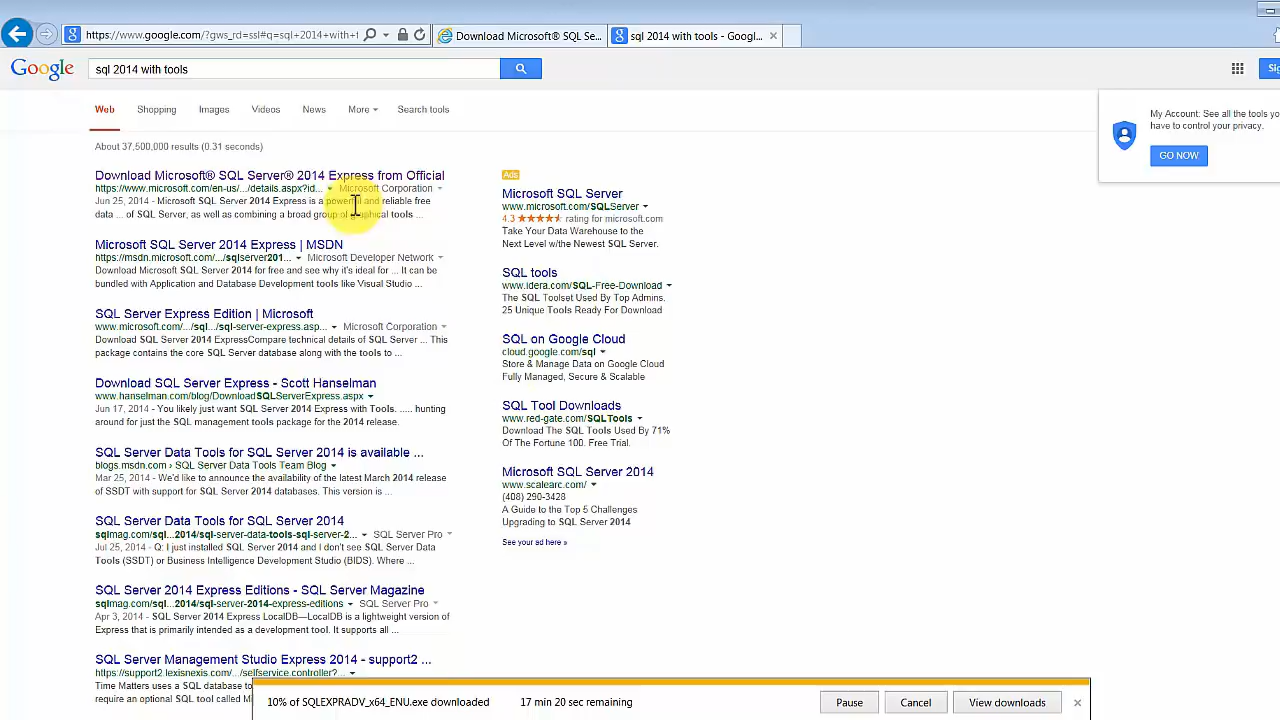 https://www.google.com/?gws_rd=ssl#q=sql+2014+with+t
Download Microsoft® SQL Se...
sql 2014 with tools - Googl...
Google
sql 2014 with tools
Web
Shopping
Images
Videos
News
More
Search tools
About 37,500,000 results (0.31 seconds)
My Account: See all the tools
have to control your privacy.
GO NOW
Download Microsoft® SQL Server® 2014 Express from Official
https://www.microsoft.com/en-us/.../details.aspx?id... Microsoft Corporation
Jun 25, 2014 - Microsoft SQL Server 2014 Express is a powerful and reliable free
data ... of SQL Server, as well as combining a broad group of graphical tools ...
Microsoft SQL Server 2014 Express | MSDN
https://msdn.microsoft.com/.../sqlserver201... Microsoft Developer Network
Download Microsoft SQL Server 2014 for free and see why it's ideal for ... It can be
bundled with Application and Database Development tools like Visual Studio ...
SQL Server Express Edition | Microsoft
www.microsoft.com/.../sql.../sql-server-express.asp... Microsoft Corporation
Download SQL Server 2014 ExpressCompare technical details of SQL Server ... This
package contains the core SQL Server database along with the tools to ...
Download SQL Server Express - Scott Hanselman
www.hanselman.com/blog/DownloadSQLServerExpress.aspx
Jun 17, 2014 - You likely just want SQL Server 2014 Express with Tools. ..... hunting
around for just the SQL management tools package for the 2014 release.
SQL Server Data Tools for SQL Server 2014 is available ...
blogs.msdn.com › SQL Server Data Tools Team Blog
Mar 25, 2014 - We'd like to announce the availability of the latest March 2014 release
of SSDT with support for SQL Server 2014 databases. This version is ...
SQL Server Data Tools for SQL Server 2014
sqlmag.com/sql...2014/sql-server-data-tools-sql-server-2... SQL Server Pro
Jul 25, 2014 - Q: I just installed SQL Server 2014 and I don't see SQL Server Data
Tools (SSDT) or Business Intelligence Development Studio (BIDS). Where ...
SQL Server 2014 Express Editions - SQL Server Magazine
sqlmag.com/sql...2014/sql-server-2014-express-editions SQL Server Pro
Apr 3, 2014 - SQL Server 2014 Express LocalDB—LocalDB is a lightweight version of
Express that is primarily intended as a development tool. It supports all ...
SQL Server Management Studio Express 2014 - support2 ...
https://support2.lexisnexis.com/.../selfservice.controller?...
Time Matters uses a SQL database to
require an optional SQL tool called
Ads
Microsoft SQL Server
www.microsoft.com/SQLServer
4.3 ★★★★★ rating for microsoft.com
Take Your Data Warehouse to the
Next Level w/the Newest SQL Server.
SQL tools
www.idera.com/SQL-Free-Download
The SQL Toolset Used By Top Admins.
25 Unique Tools Ready For Download
SQL on Google Cloud
cloud.google.com/sql
Store & Manage Data on Google Cloud
Fully Managed, Secure & Scalable
SQL Tool Downloads
www.red-gate.com/SQLTools
Download The SQL Tools Used By 71%
Of The Fortune 100. Free Trial.
Microsoft SQL Server 2014
www.scalearc.com/
(408) 290-3428
A Guide to the Top 5 Challenges
Upgrading to SQL Server 2014
See your ad here »
10% of SQLEXPRADV_x64_ENU.exe downloaded
17 min 20 sec remaining
Pause
Cancel
View downloads